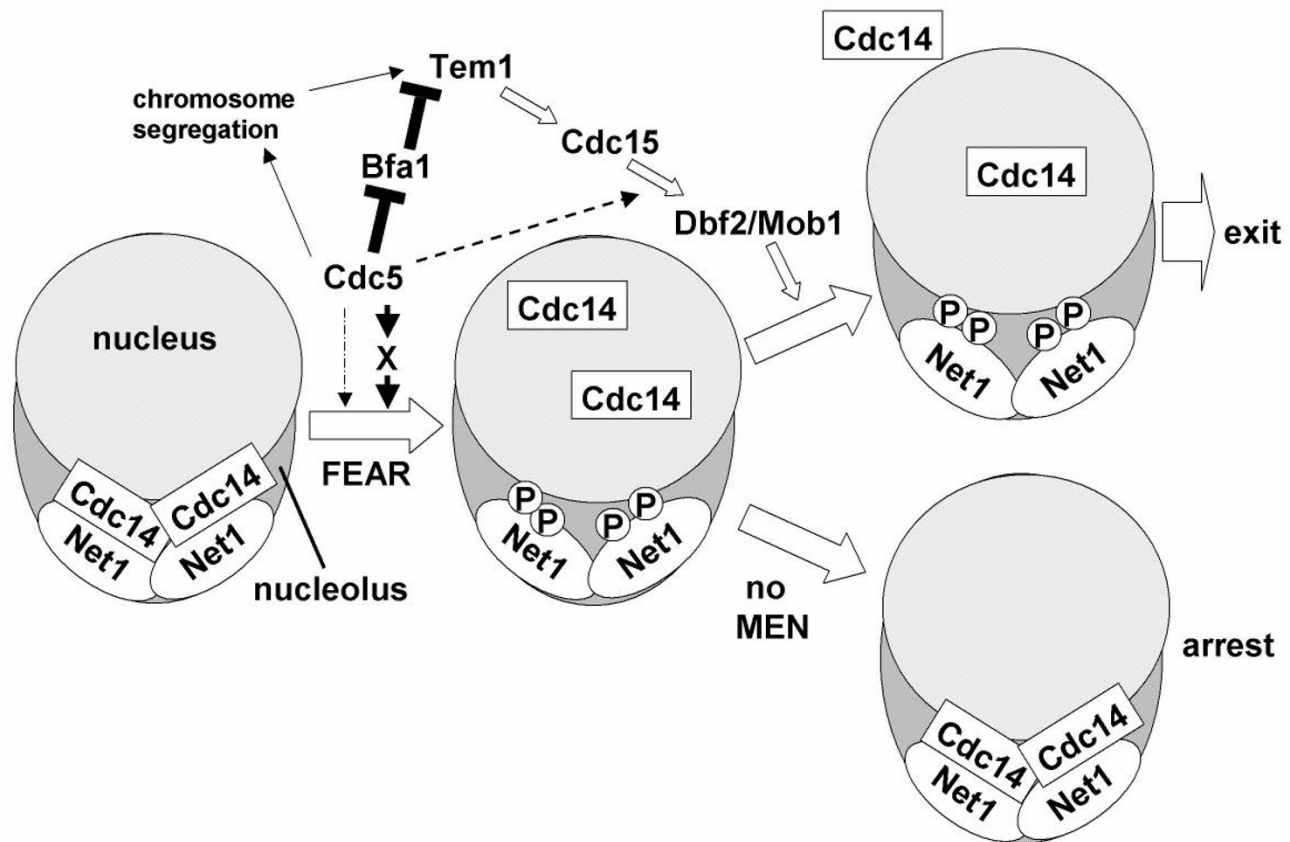 Cdc14
Tem1
chromosome
segregation
Cdc15
Bfa1
Cdc14
Dbf2/Mob1
exit
Cdc5
Cdc14
nucleus
X
P
P
P
P
Net1
Net1
Cdc14
FEAR
Cdc14
Cdc14
Net1
Net1
nucleolus
P
P
P
P
Net1
Net1
no
MEN
arrest
Cdc14
Cdc14
Net1
Net1